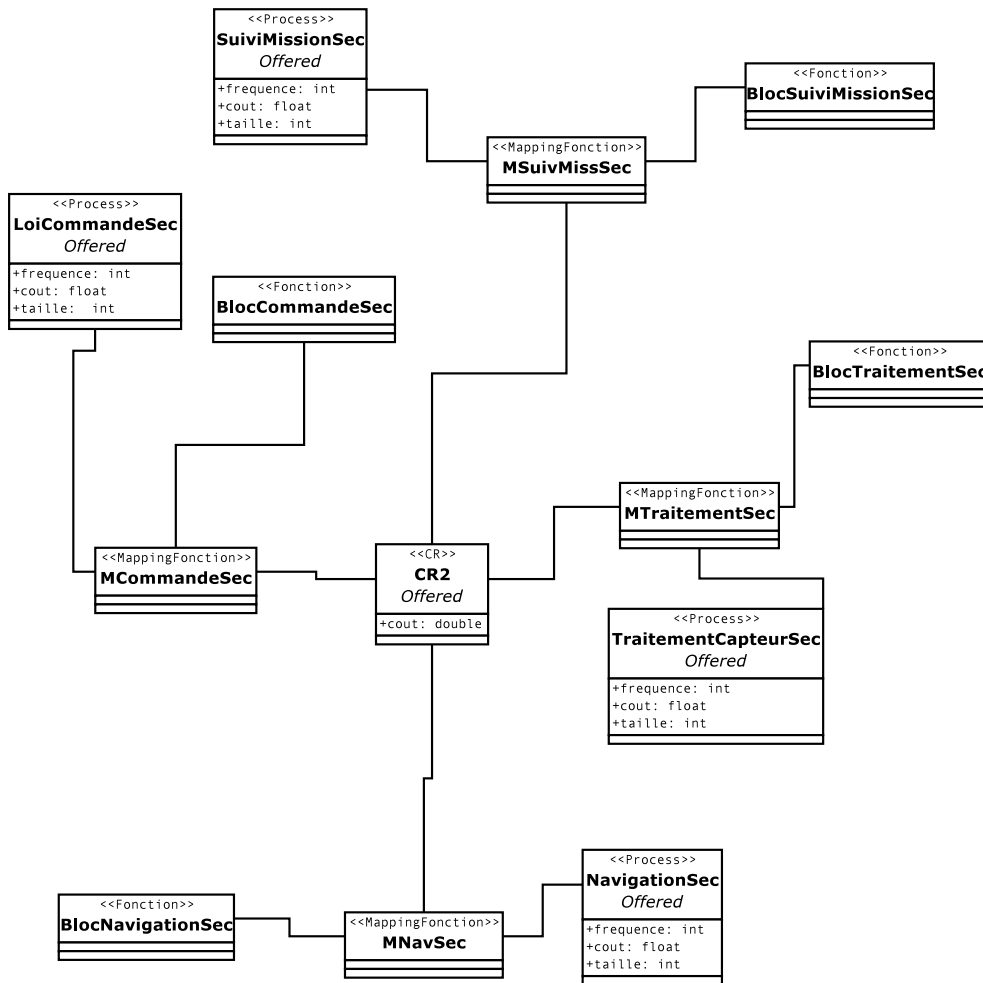 <<Process>>
SuiviMissionSec
Offered
+frequence: int
+cout: float
+taille: int
<<Fonction>>
BlocSuiviMissionSec
<<MappingFonction>>
MSuivMissSec
<<Process>>
LoiCommandeSec
Offered
+frequence: int
+cout: float
+taille:  int
<<Fonction>>
BlocCommandeSec
<<Fonction>>
BlocTraitementSec
<<MappingFonction>>
MTraitementSec
<<MappingFonction>>
MCommandeSec
<<CR>>
CR2
Offered
+cout: double
<<Process>>
TraitementCapteurSec
Offered
+frequence: int
+cout: float
+taille: int
<<Process>>
NavigationSec
Offered
+frequence: int
+cout: float
+taille: int
<<Fonction>>
BlocNavigationSec
<<MappingFonction>>
MNavSec